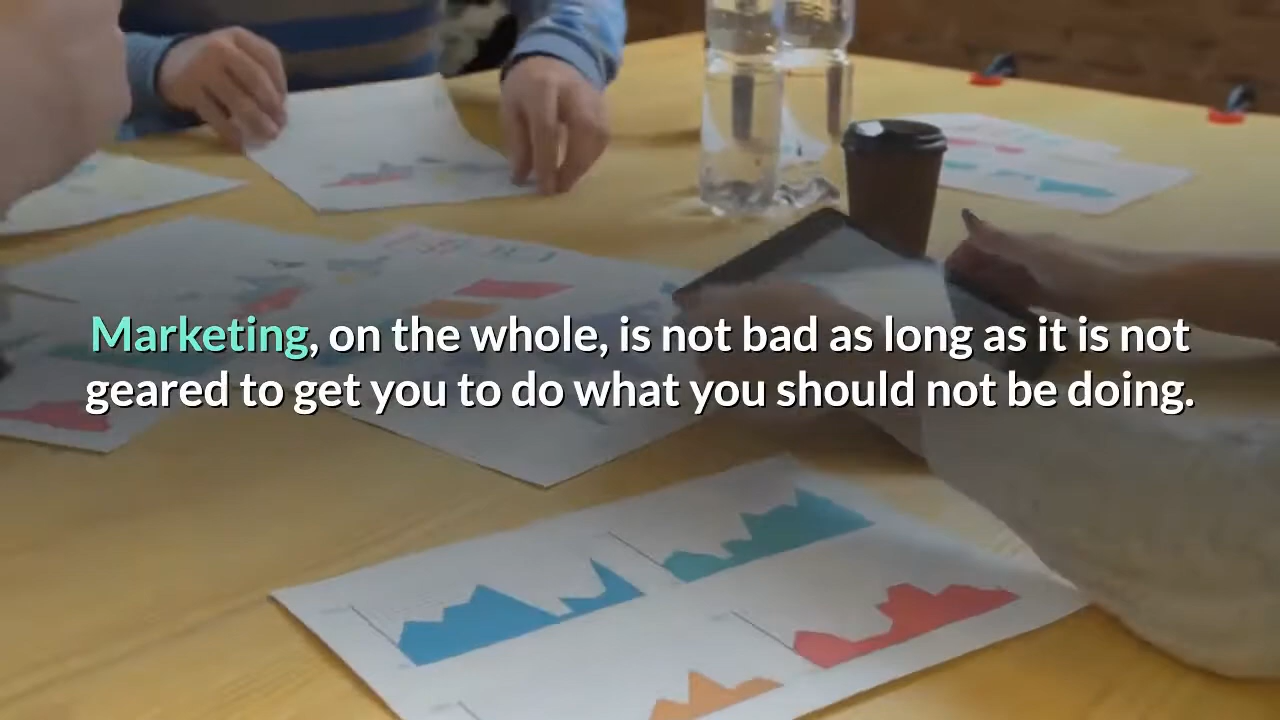 Marketing, on the whole, is not bad as long as it is not
geared to get you to do what you should not be doing.